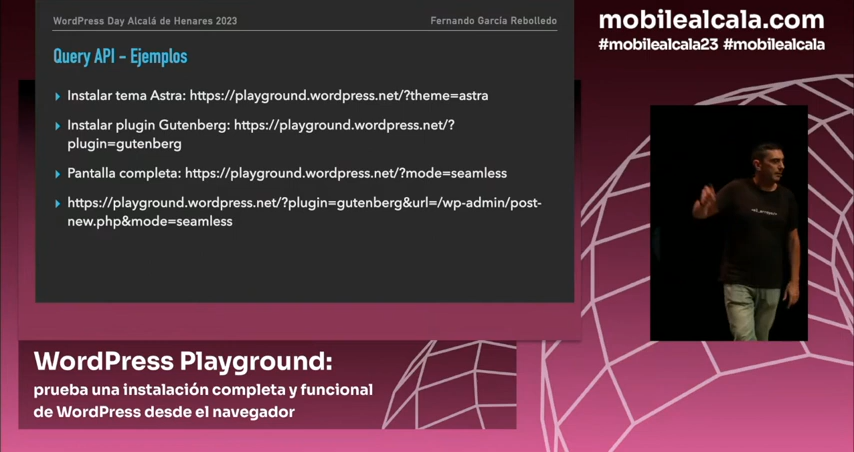 WordPress Day Alcalá de Henares 2023
Fernando García Rebolledo
Query API - Ejemplos
Instalar tema Astra: https://playground.wordpress.net/?theme=astra
Instalar plugin Gutenberg: https://playground.wordpress.net/?
plugin=gutenberg
Pantalla completa: https://playground.wordpress.net/?mode=seamless
https://playground.wordpress.net/?plugin=gutenberg&url=/wp-admin/post-
new.php&mode=seamless
mobilealcala.com
#mobilealcala23 #mobilealcala
WordPress Playground:
prueba una instalación completa y funcional
de WordPress desde el navegador